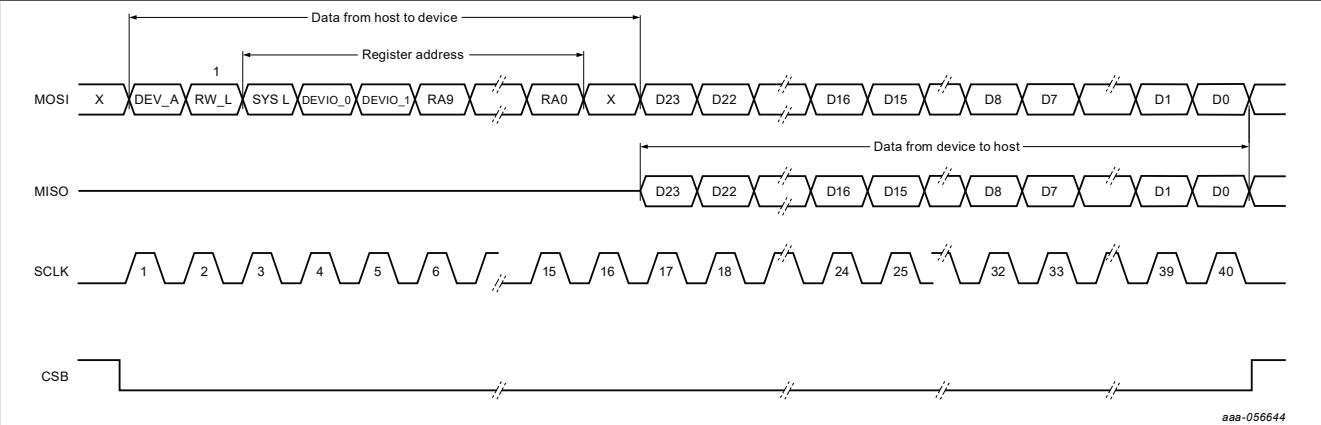 Data from host to device
1
Register address
MOSI X DEV_A RW_L SYS L DEVIO_0 DEVIO_1 RA9 RA0 X D23 D22 D16 D15 D8 D7 D1 D0
Data from device to host
MISO D23 D22 D16 D15 D8 D7 D1 D0
SCLK 1 2 3 4 5 6 15 16 17 18 24 25 32 33 39 40
CSB
aaa-056644